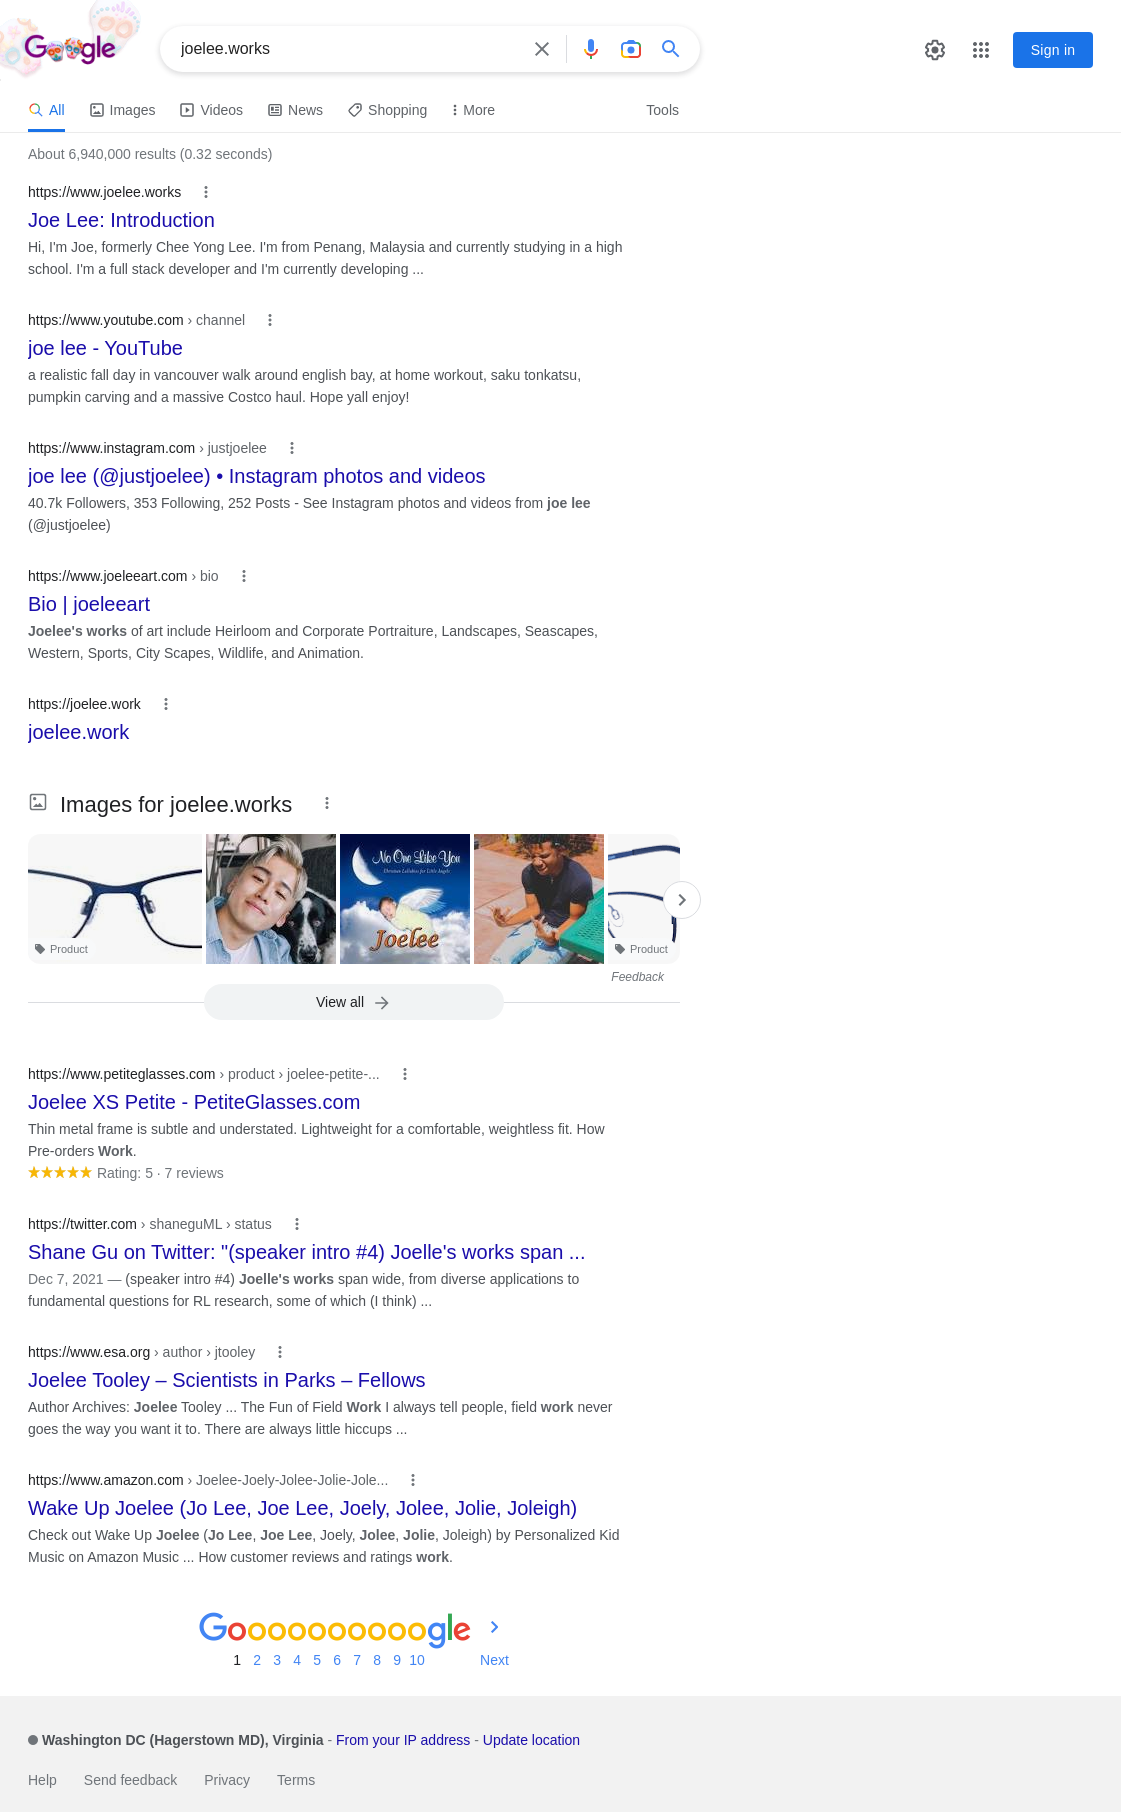 Google
joelee.works
Sign in
All
Images
Videos
News
Shopping
More
Tools
About 6,940,000 results (0.32 seconds)
https://www.joelee.works
Joe Lee: Introduction
Hi, I'm Joe, formerly Chee Yong Lee. I'm from Penang, Malaysia and currently studying in a high
school. I'm a full stack developer and I'm currently developing ...
https://www.youtube.com › channel
joe lee - YouTube
a realistic fall day in vancouver walk around english bay, at home workout, saku tonkatsu,
pumpkin carving and a massive Costco haul. Hope yall enjoy!
https://www.instagram.com › justjoelee
joe lee (@justjoelee) • Instagram photos and videos
40.7k Followers, 353 Following, 252 Posts - See Instagram photos and videos from joe lee
(@justjoelee)
https://www.joeleeart.com › bio
Bio | joeleeart
Joelee's works of art include Heirloom and Corporate Portraiture, Landscapes, Seascapes,
Western, Sports, City Scapes, Wildlife, and Animation.
https://joelee.work
joelee.work
Images for joelee.works
No One Like You
Christian Lullabies for Little Angels
Joelee
Product
Product
Feedback
View all
https://www.petiteglasses.com › product › joelee-petite-...
Joelee XS Petite - PetiteGlasses.com
Thin metal frame is subtle and understated. Lightweight for a comfortable, weightless fit. How
Pre-orders Work.
Rating: 5 · 7 reviews
https://twitter.com › shaneguML › status
Shane Gu on Twitter: "(speaker intro #4) Joelle's works span ...
Dec 7, 2021 — (speaker intro #4) Joelle's works span wide, from diverse applications to
fundamental questions for RL research, some of which (I think) ...
https://www.esa.org › author › jtooley
Joelee Tooley – Scientists in Parks – Fellows
Author Archives: Joelee Tooley ... The Fun of Field Work I always tell people, field work never
goes the way you want it to. There are always little hiccups ...
https://www.amazon.com › Joelee-Joely-Jolee-Jolie-Jole...
Wake Up Joelee (Jo Lee, Joe Lee, Joely, Jolee, Jolie, Joleigh)
Check out Wake Up Joelee (Jo Lee, Joe Lee, Joely, Jolee, Jolie, Joleigh) by Personalized Kid
Music on Amazon Music ... How customer reviews and ratings work.
Goooooooooogle
1 2 3 4 5 6 7 8 9 10 Next
Washington DC (Hagerstown MD), Virginia - From your IP address - Update location
Help Send feedback Privacy Terms